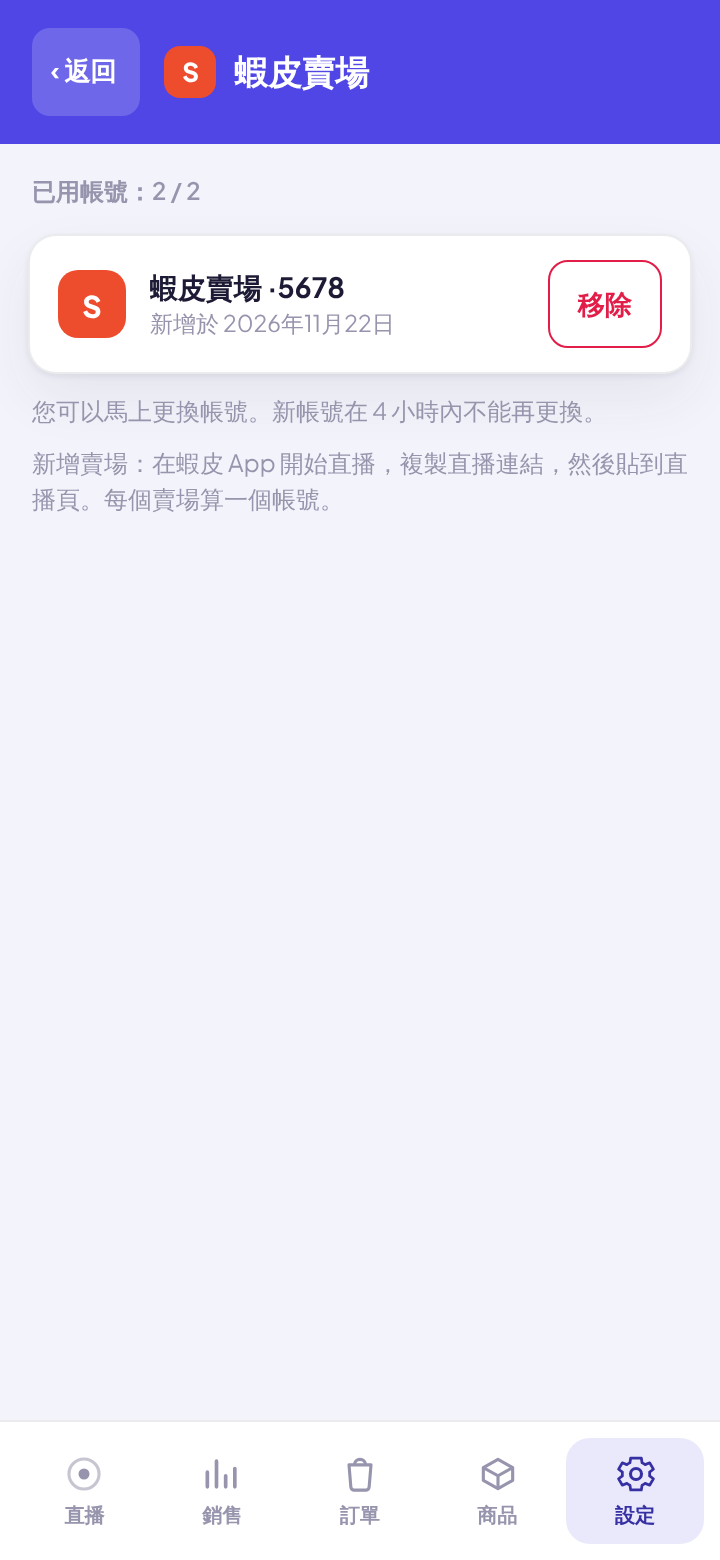 ‹ 返回
S
蝦皮賣場
已用帳號：2 / 2
S
蝦皮賣場 ·5678
新增於 2026年11月22日
移除
您可以馬上更換帳號。新帳號在 4 小時內不能再更換。
新增賣場：在蝦皮 App 開始直播，複製直播連結，然後貼到直
播頁。每個賣場算一個帳號。
直播
銷售
訂單
商品
設定